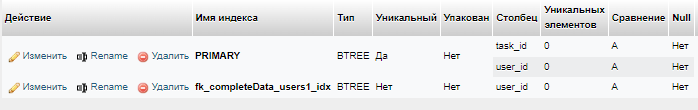 Действие Имя индекса Тип Уникальный Упакован Столбец Уникальных элементов Сравнение Null
Изменить Rename Удалить PRIMARY BTREE Да Нет task_id 0 A Нет
user_id 0 A Нет
Изменить Rename Удалить fk_completeData_users1_idx BTREE Нет Нет user_id 0 A Нет